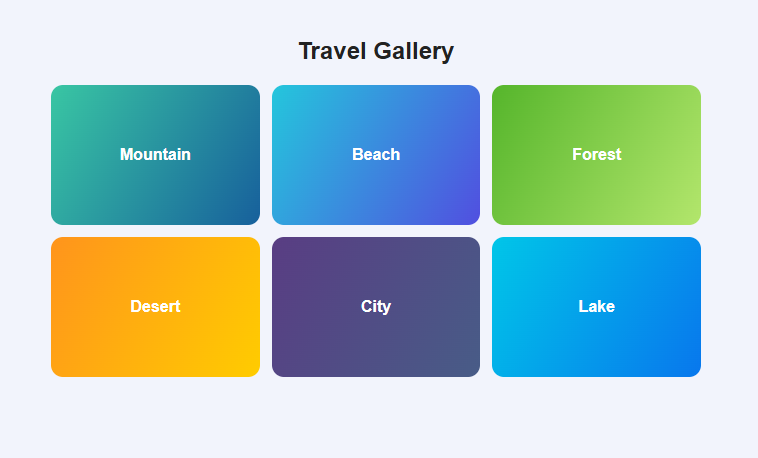 Travel Gallery
Mountain
Beach
Forest
Desert
City
Lake